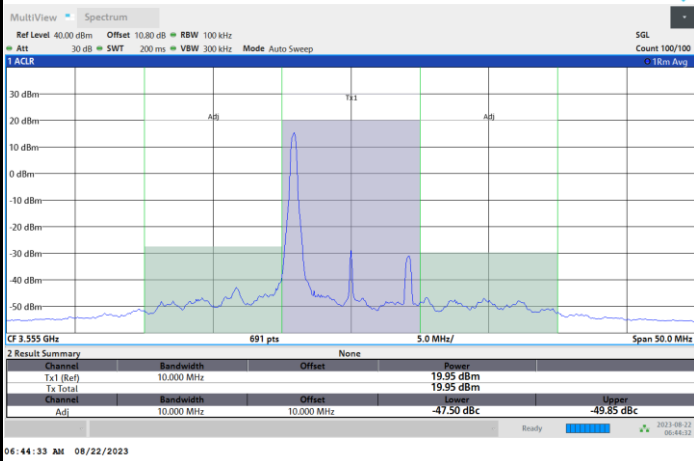 MultiView Spectrum
Ref Level 40.00 dBm Offset 10.80 dB RBW 100 kHz SGL
Att 30 dB SWT 200 ms VBW 300 kHz Mode Auto Sweep Count 100/100
1 ACLR 1Rm Avg
30 dBm
Tx1
20 dBm Adj Adj
10 dBm
0 dBm
-10 dBm
-20 dBm
-30 dBm
-40 dBm
-50 dBm
CF 3.555 GHz 691 pts 5.0 MHz/ Span 50.0 MHz
2 Result Summary None
Channel Bandwidth Offset Power
Tx1 (Ref) 10.000 MHz 19.95 dBm
Tx Total 19.95 dBm
Channel Bandwidth Offset Lower Upper
Adj 10.000 MHz 10.000 MHz -47.50 dBc -49.85 dBc
Ready 2023-08-22
06:44:32
06:44:33 AM 08/22/2023